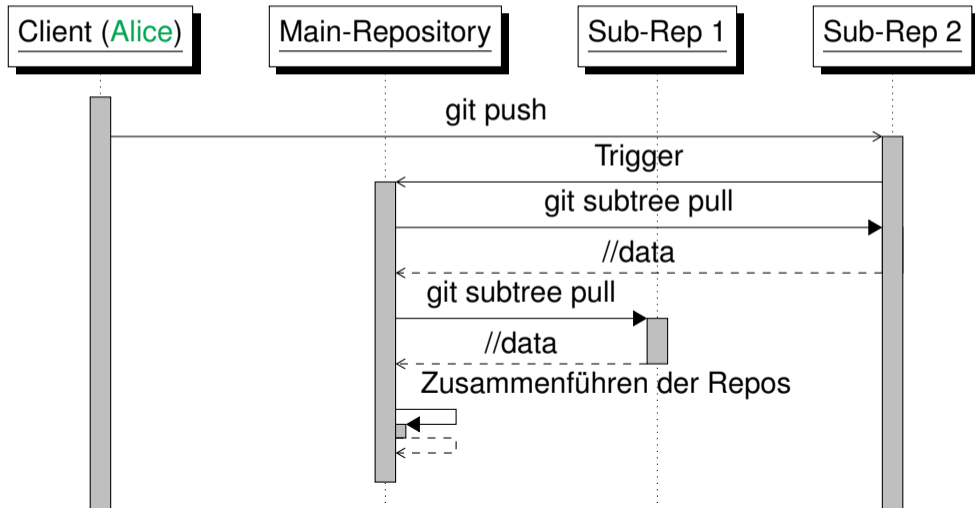 Client (Alice)
Main-Repository
Sub-Rep 1
Sub-Rep 2
git push
Trigger
git subtree pull
//data
git subtree pull
//data
Zusammenführen der Repos